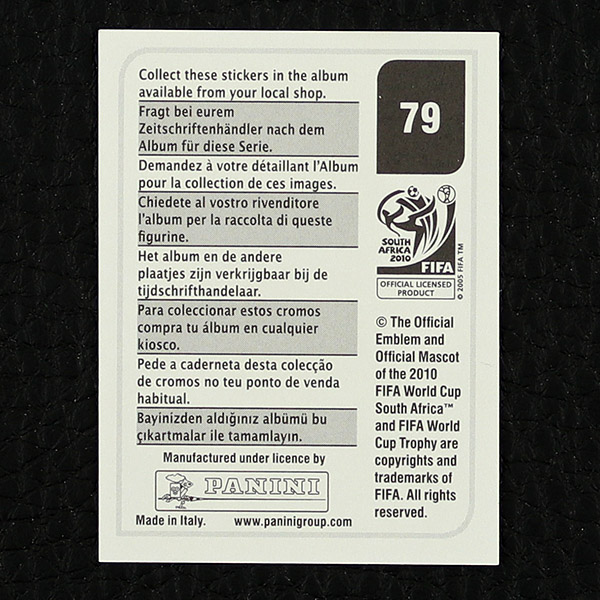 Collect these stickers in the album
available from your local shop.
Fragt bei eurem
Zeitschriftenhändler nach dem
Album für diese Serie.
Demandez à votre détaillant l'Album
pour la collection de ces images.
Chiedete al vostro rivenditore
l'album per la raccolta di queste
figurine.
Het album en de andere
plaatjes zijn verkrijgbaar bij de
tijdschrifthandelaar.
Para coleccionar estos cromos
compra tu álbum en cualquier
kiosco.
Pede a caderneta desta colecção
de cromos no teu ponto de venda
habitual.
Bayinizden aldığınız albümü bu
çıkartmalar ile tamamlayın.
Manufactured under licence by
PANINI
Made in Italy. www.paninigroup.com
79
SOUTH
AFRICA
2010
FIFA
© 2005 FIFA TM
OFFICIAL LICENSED
PRODUCT
© The Official
Emblem and
Official Mascot
of the 2010
FIFA World Cup
South Africa™
and FIFA World
Cup Trophy are
copyrights and
trademarks of
FIFA. All rights
reserved.